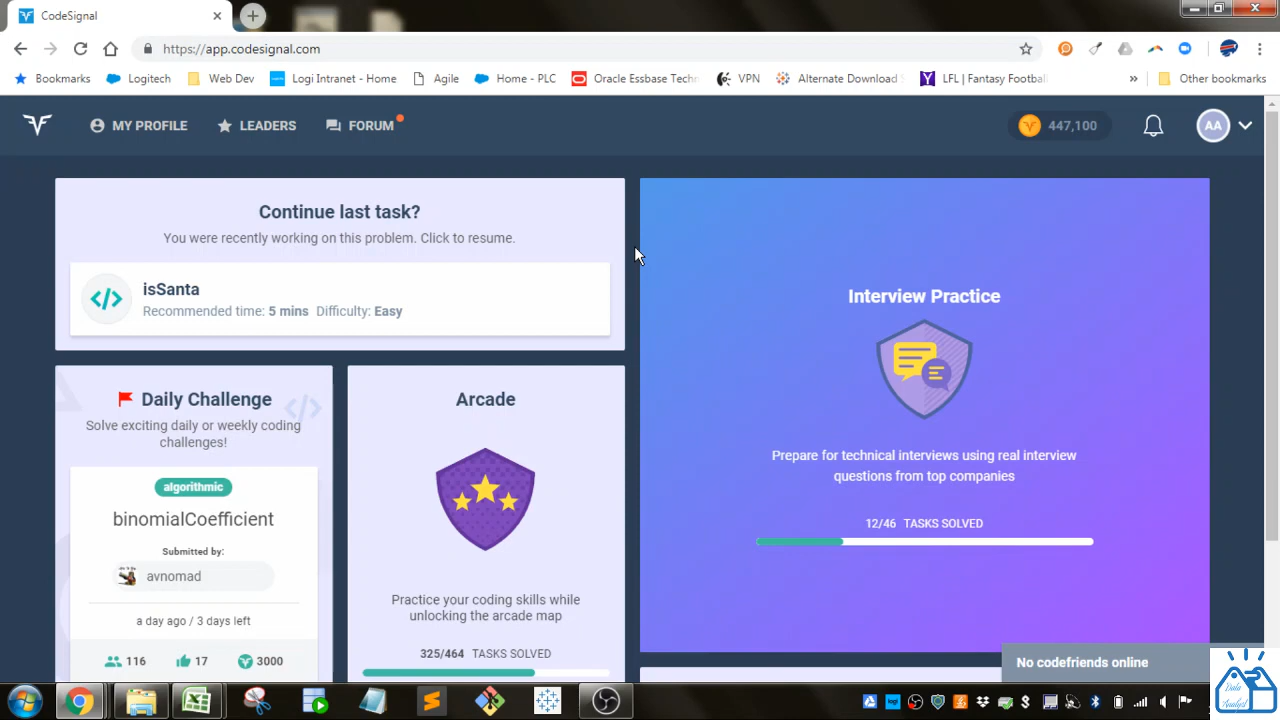 CodeSignal
https://app.codesignal.com
Bookmarks
Logitech
Web Dev
Logi Intranet - Home
Agile
Home - PLC
Oracle Essbase Techn
VPN
Alternate Download S
LFL | Fantasy Football
»
Other bookmarks
MY PROFILE
LEADERS
FORUM
447,100
AA
Continue last task?
You were recently working on this problem. Click to resume.
</>
isSanta
Recommended time: 5 mins Difficulty: Easy
Daily Challenge
Solve exciting daily or weekly coding
challenges!
algorithmic
binomialCoefficient
Submitted by:
avnomad
a day ago / 3 days left
116
17
3000
Arcade
Practice your coding skills while
unlocking the arcade map
325/464 TASKS SOLVED
Interview Practice
Prepare for technical interviews using real interview
questions from top companies
12/46 TASKS SOLVED
No codefriends online
Data
Analyst